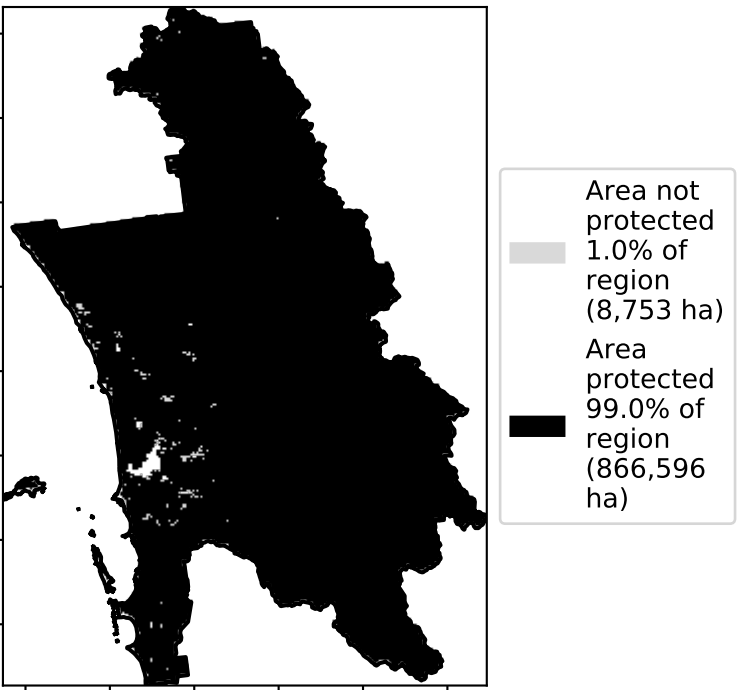 Area not
protected
1.0% of
region
(8,753 ha)
Area
protected
99.0% of
region
(866,596
ha)